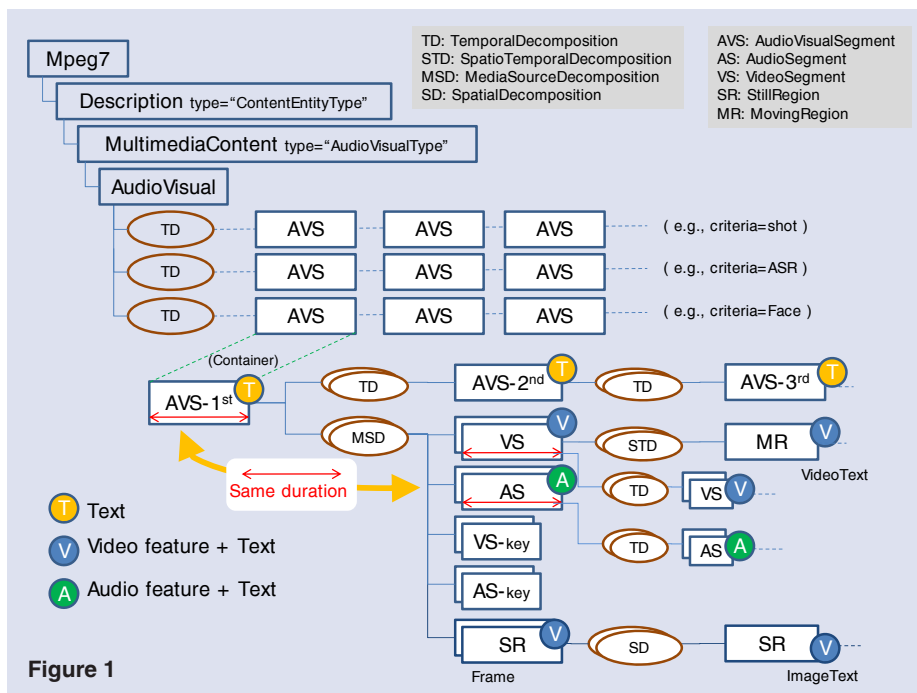 Mpeg7
Description type=“ContentEntityType”
MultimediaContent type=“AudioVisualType”
AudioVisual
TD: TemporalDecomposition
STD: SpatioTemporalDecomposition
MSD: MediaSourceDecomposition
SD: SpatialDecomposition
AVS: AudioVisualSegment
AS: AudioSegment
VS: VideoSegment
SR: StillRegion
MR: MovingRegion
TD AVS AVS AVS ( e.g., criteria=shot )
TD AVS AVS AVS ( e.g., criteria=ASR )
TD AVS AVS AVS ( e.g., criteria=Face )
(Container)
AVS-1st T TD AVS-2nd T TD AVS-3rd T
MSD VS V STD MR V
VideoText
Same duration
AS A TD VS V
TD AS A
VS-key
AS-key
SR V SD SR V
Frame ImageText
T Text
V Video feature + Text
A Audio feature + Text
Figure 1